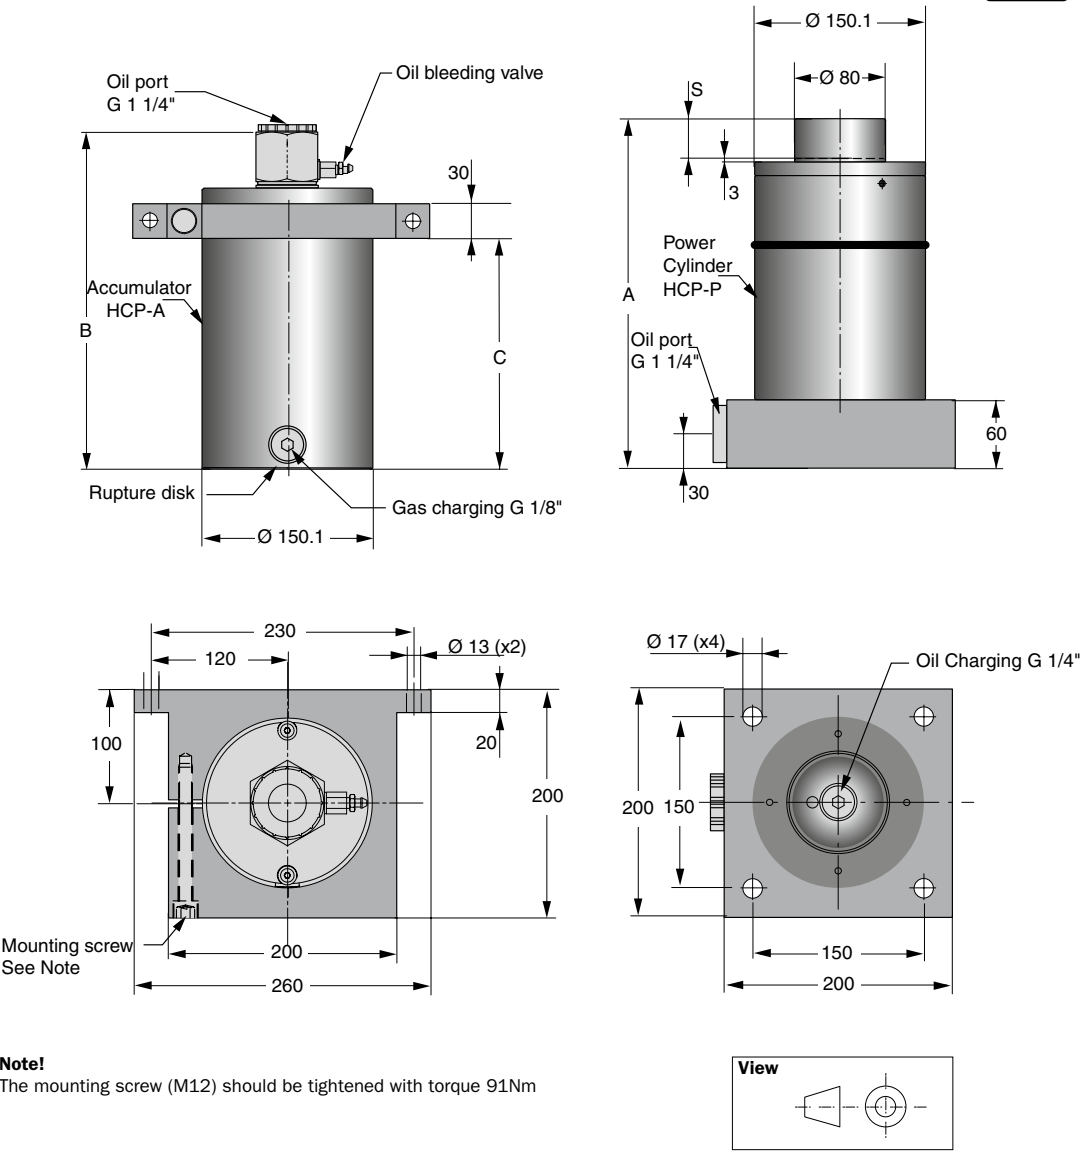 Ø 150.1
Oil port
G 1 1/4"
Oil bleeding valve
Ø 80
S
30
3
Power
Cylinder
HCP-P
Accumulator
HCP-A
A
B
C
Oil port
G 1 1/4"
60
30
Rupture disk
Gas charging G 1/8"
Ø 150.1
230
120
Ø 13 (x2)
100
20
200
Mounting screw
See Note
200
260
Ø 17 (x4)
Oil Charging G 1/4"
200
150
150
200
Note!
The mounting screw (M12) should be tightened with torque 91Nm
View